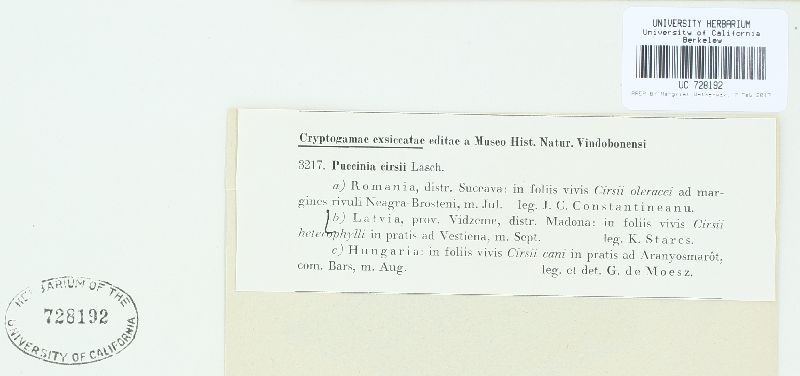 UNIVERSITY HERBARIUM
University of California
Berkeley
UC 728192
Cryptogamae exsiccatae editae a Museo Hist. Natur. Vindobonensi
3217. Puccinia cirsii Lasch.
a) Romania, distr. Suceava: in foliis vivis Cirsii oleracei ad mar-
gines rivuli Neagra-Brosteni, m. Jul. leg. J. C. Constantineanu.
b) Latvia, prov. Vidzeme, distr. Madona: in foliis vivis Cirsii
heterophylli in pratis ad Vestiena, m. Sept. leg. K. Starcs.
c) Hungaria: in foliis vivis Cirsii cani in pratis ad Aranyosmarót,
com. Bars, m. Aug. leg. et det. G. de Moesz.
HERBARIUM OF THE
728192
UNIVERSITY OF CALIFORNIA